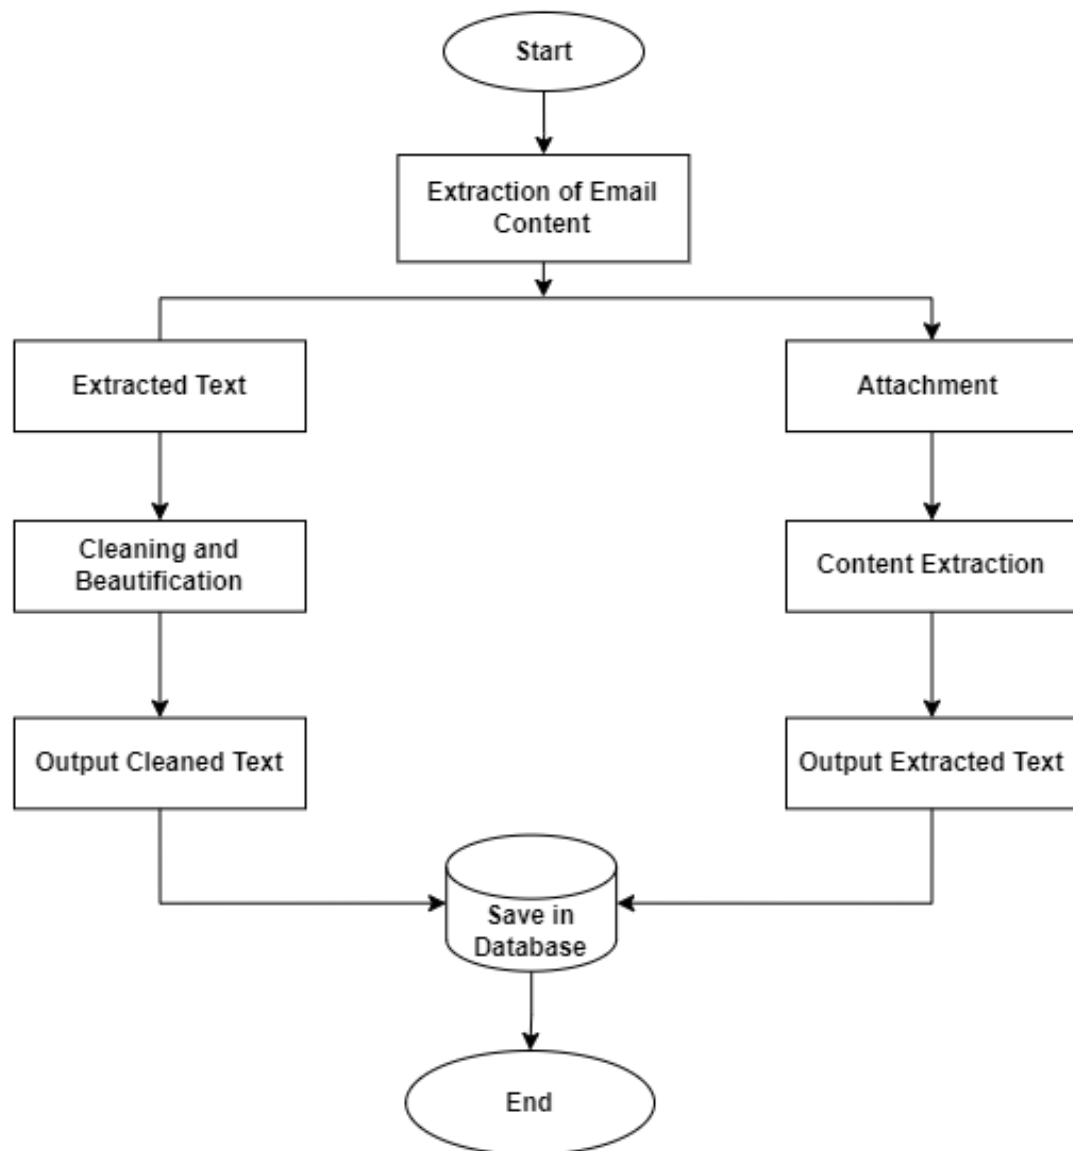 Start
Extraction of Email
Content
Extracted Text
Attachment
Cleaning and
Beautification
Content Extraction
Output Cleaned Text
Output Extracted Text
Save in
Database
End